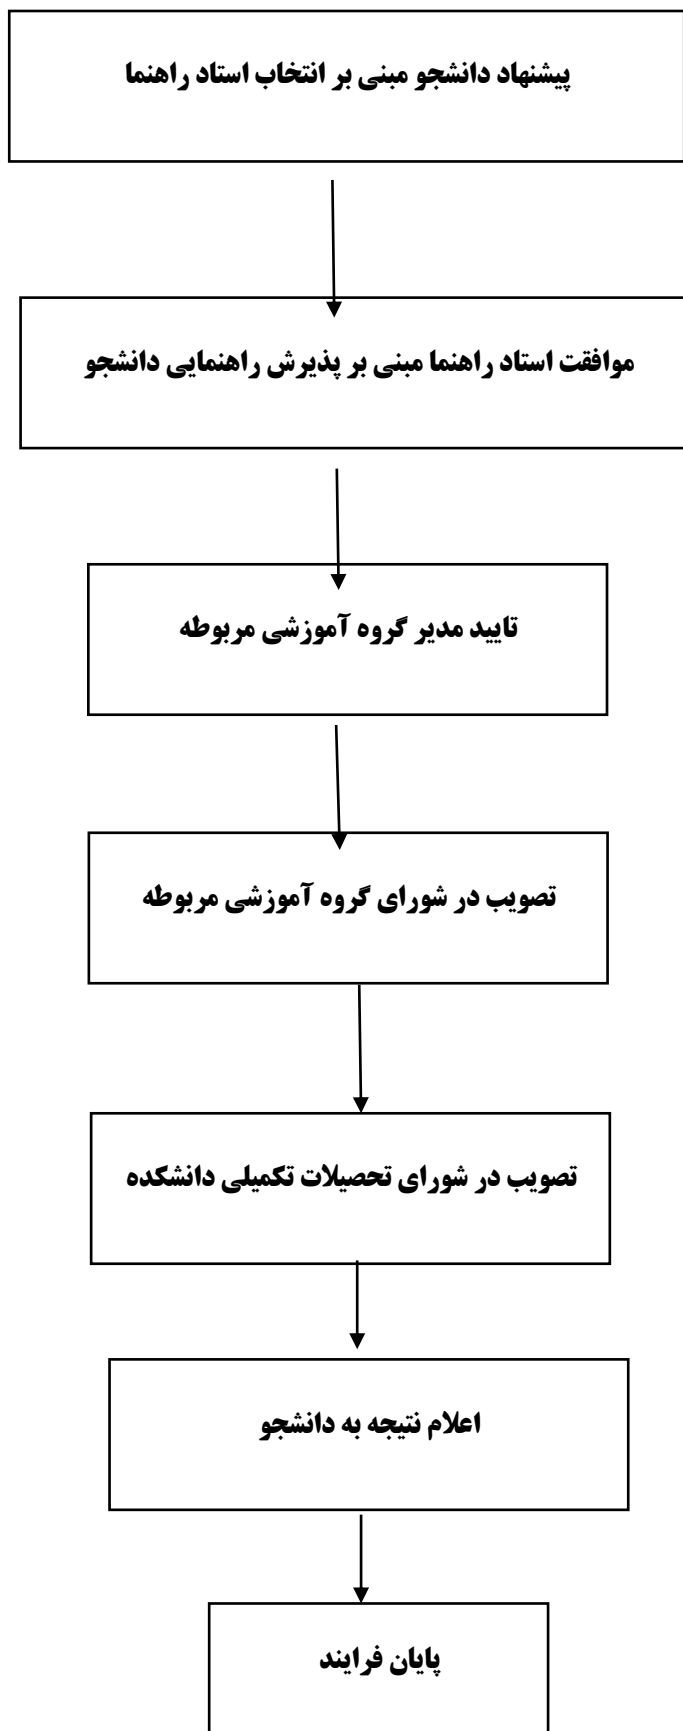 پیشنهاد دانشجو مبنی بر انتخاب استاد راهنما
موافقت استاد راهنما مبنی بر پذیرش راهنمایی دانشجو
تایید مدیر گروه آموزشی مربوطه
تصویب در شورای گروه آموزشی مربوطه
تصویب در شورای تحصیلات تکمیلی دانشکده
اعلام نتیجه به دانشجو
پایان فرایند